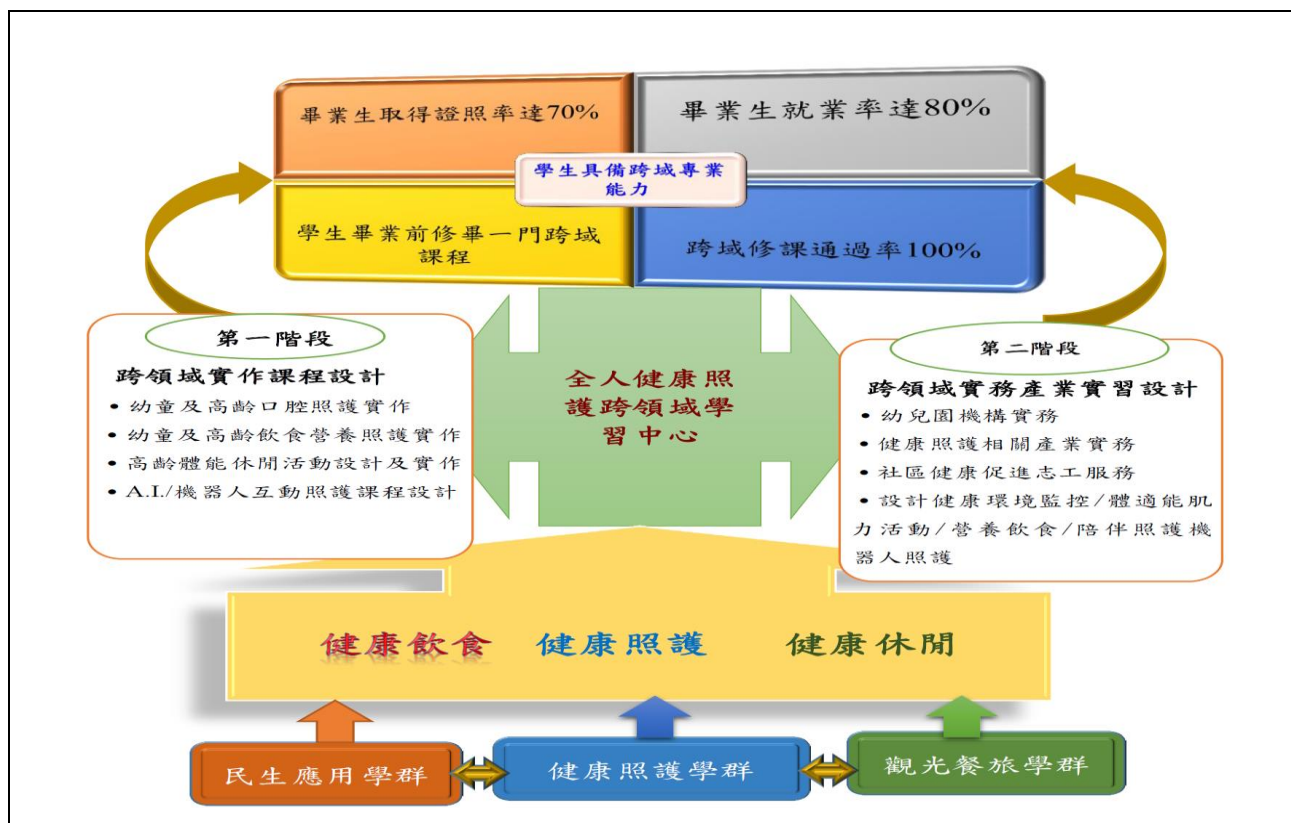 畢業生取得證照率達70%
畢業生就業率達80%
學生具備跨域專業
能力
學生畢業前修畢一門跨域
課程
跨域修課通過率100%
第一階段
跨領域實作課程設計
• 幼童及高齡口腔照護實作
• 幼童及高齡飲食營養照護實作
• 高齡體能休閒活動設計及實作
• A.I./機器人互動照護課程設計
全人健康照
護跨領域學
習中心
第二階段
跨領域實務產業實習設計
• 幼兒園機構實務
• 健康照護相關產業實務
• 社區健康促進志工服務
• 設計健康環境監控/體適能肌
力活動/營養飲食/陪伴照護機
器人照護
健康飲食 健康照護 健康休閒
民生應用學群
健康照護學群
觀光餐旅學群